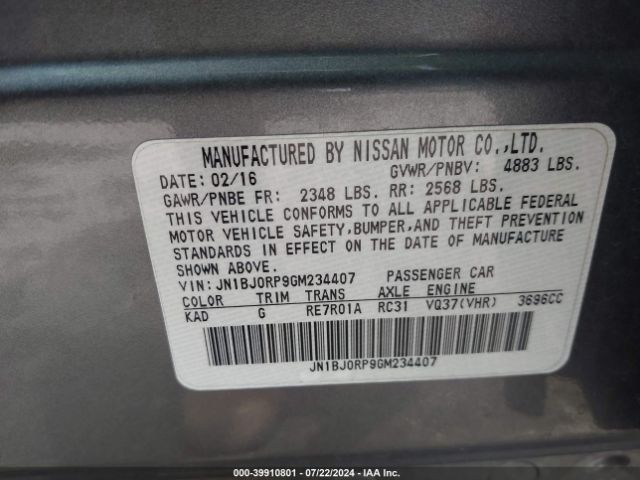 MANUFACTURED BY NISSAN MOTOR CO.,LTD.
DATE: 02/16 GVWR/PNBV: 4883 LBS.
GAWR/PNBE FR: 2348 LBS. RR: 2568 LBS.
THIS VEHICLE CONFORMS TO ALL APPLICABLE FEDERAL
MOTOR VEHICLE SAFETY,BUMPER,AND THEFT PREVENTION
STANDARDS IN EFFECT ON THE DATE OF MANUFACTURE
SHOWN ABOVE.
VIN: JN1BJ0RP9GM234407 PASSENGER CAR
COLOR TRIM TRANS AXLE ENGINE
KAD G RE7R01A RC31 VQ37(VHR) 3696CC
JN1BJ0RP9GM234407
000-39910801 - 07/22/2024 - IAA Inc.